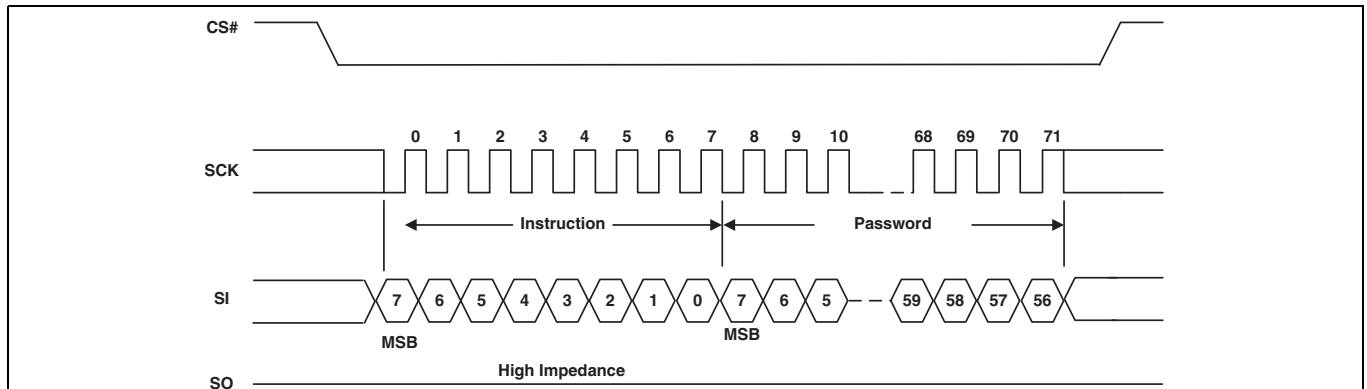 CS#
0 1 2 3 4 5 6 7 8 9 10 68 69 70 71
SCK
Instruction Password
SI 7 6 5 4 3 2 1 0 7 6 5 59 58 57 56
MSB MSB
High Impedance
SO